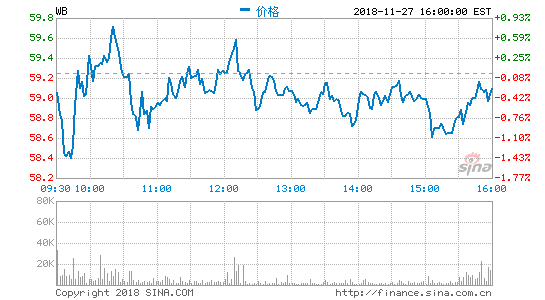 WB 价格 2018-11-27 16:00:00 EST
59.8 0.93%
59.6 0.59%
59.4 0.25%
59.2 0.08%
59.0 0.42%
58.8 0.76%
58.6 1.10%
58.4 1.43%
58.2 1.77%
sina
09:30 10:00 11:00 12:00 13:00 14:00 15:00 16:00
80K
60K
40K
20K
Copyright 2018 SINA.COM http://finance.sina.com.cn